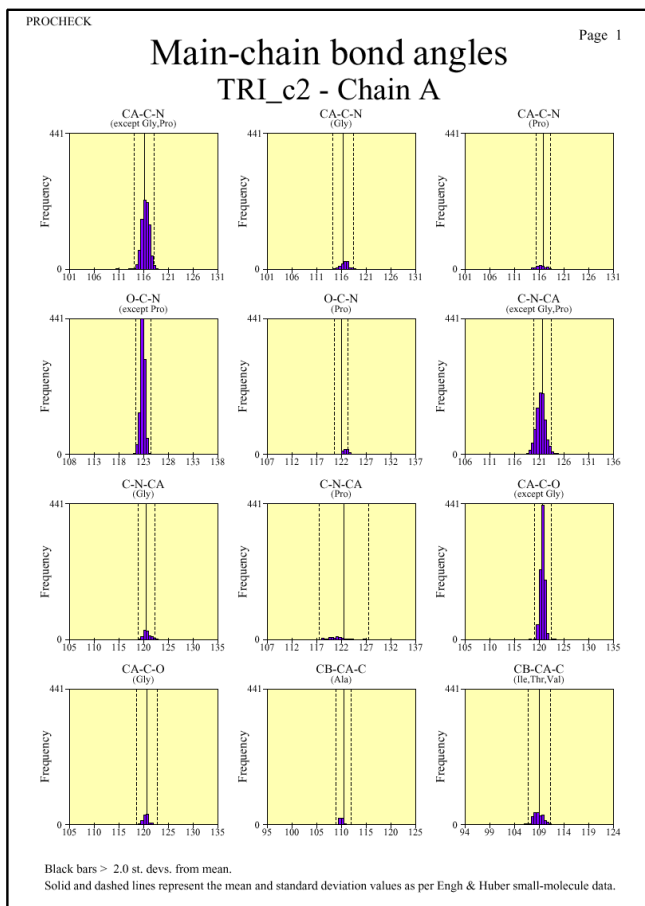 PROCHECK
Page 1
Main-chain bond angles
TRI_c2 - Chain A
CA-C-N
(except Gly,Pro)
441
Frequency
0
101 106 111 116 121 126 131
CA-C-N
(Gly)
441
Frequency
0
101 106 111 116 121 126 131
CA-C-N
(Pro)
441
Frequency
0
101 106 111 116 121 126 131
O-C-N
(except Pro)
441
Frequency
0
108 113 118 123 128 133 138
O-C-N
(Pro)
441
Frequency
0
107 112 117 122 127 132 137
C-N-CA
(except Gly,Pro)
441
Frequency
0
106 111 116 121 126 131 136
C-N-CA
(Gly)
441
Frequency
0
105 110 115 120 125 130 135
C-N-CA
(Pro)
441
Frequency
0
107 112 117 122 127 132 137
CA-C-O
(except Gly)
441
Frequency
0
105 110 115 120 125 130 135
CA-C-O
(Gly)
441
Frequency
0
105 110 115 120 125 130 135
CB-CA-C
(Ala)
441
Frequency
0
95 100 105 110 115 120 125
CB-CA-C
(Ile,Thr,Val)
441
Frequency
0
94 99 104 109 114 119 124
Black bars > 2.0 st. devs. from mean.
Solid and dashed lines represent the mean and standard deviation values as per Engh & Huber small-molecule data.